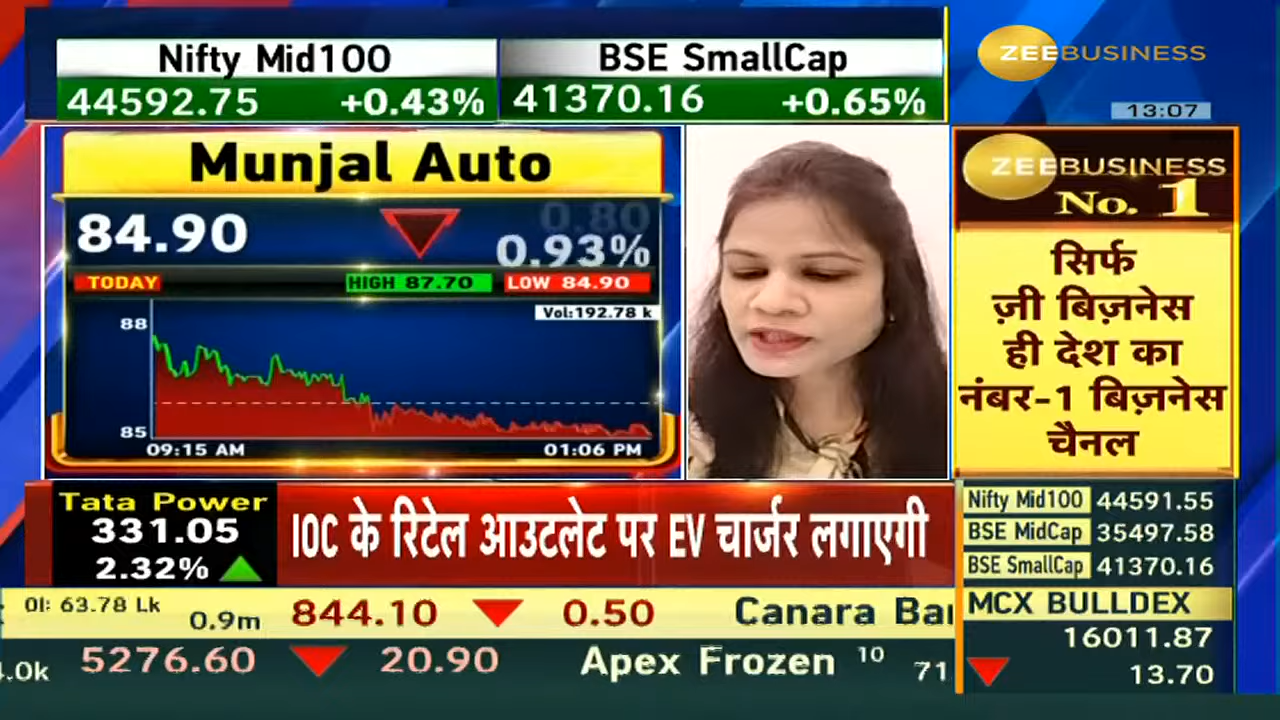 Nifty Mid100
44592.75 +0.43%
BSE SmallCap
41370.16 +0.65%
ZEEBUSINESS
13:07
Munjal Auto
84.90
0.80
0.93%
TODAY HIGH 87.70 LOW 84.90
Vol:192.78 k
88
85
09:15 AM 01:06 PM
ZEEBUSINESS
No. 1
सिर्फ
ज़ी बिज़नेस
ही देश का
नंबर-1 बिज़नेस
चैनल
Tata Power
331.05
2.32%
IOC के रिटेल आउटलेट पर EV चार्जर लगाएगी
Nifty Mid100 44591.55
BSE MidCap 35497.58
BSE SmallCap 41370.16
MCX BULLDEX
16011.87
13.70
OI: 63.78 Lk 0.9m 844.10 0.50 Canara Ba
.0k 5276.60 20.90 Apex Frozen 10 71